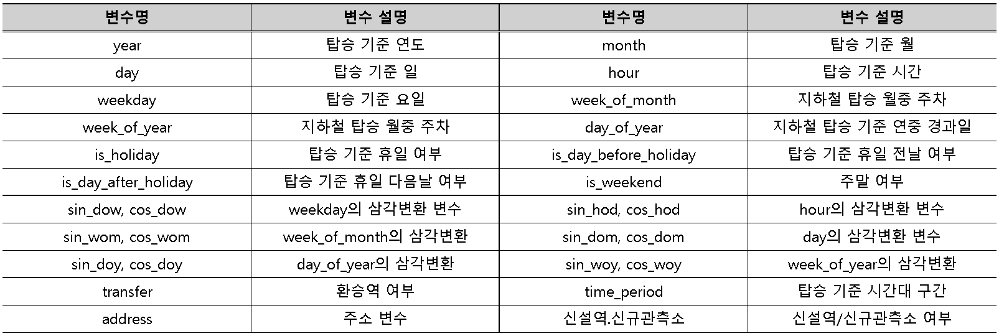 변수명 변수 설명 변수명 변수 설명
year 탑승 기준 연도 month 탑승 기준 월
day 탑승 기준 일 hour 탑승 기준 시간
weekday 탑승 기준 요일 week_of_month 지하철 탑승 월중 주차
week_of_year 지하철 탑승 월중 주차 day_of_year 지하철 탑승 기준 연중 경과일
is_holiday 탑승 기준 휴일 여부 is_day_before_holiday 탑승 기준 휴일 전날 여부
is_day_after_holiday 탑승 기준 휴일 다음날 여부 is_weekend 주말 여부
sin_dow, cos_dow weekday의 삼각변환 변수 sin_hod, cos_hod hour의 삼각변환 변수
sin_wom, cos_wom week_of_month의 삼각변환 sin_dom, cos_dom day의 삼각변환 변수
sin_doy, cos_doy day_of_year의 삼각변환 sin_woy, cos_woy week_of_year의 삼각변환
transfer 환승역 여부 time_period 탑승 기준 시간대 구간
address 주소 변수 신설역.신규관측소 신설역/신규관측소 여부